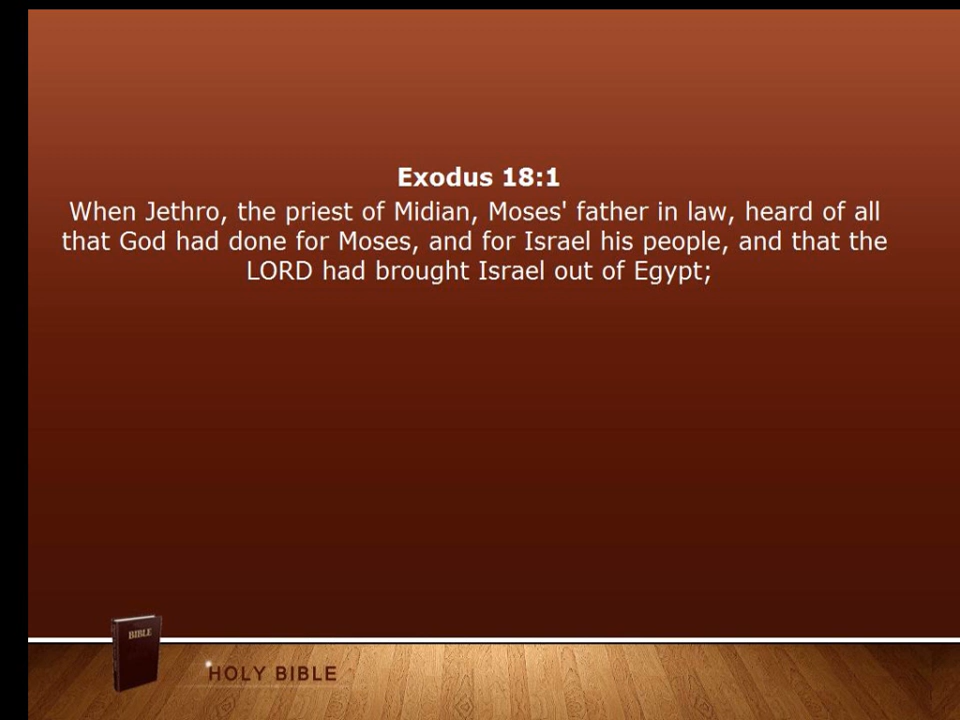 Exodus 18:1
When Jethro, the priest of Midian, Moses' father in law, heard of all
that God had done for Moses, and for Israel his people, and that the
LORD had brought Israel out of Egypt;
BIBLE
HOLY BIBLE